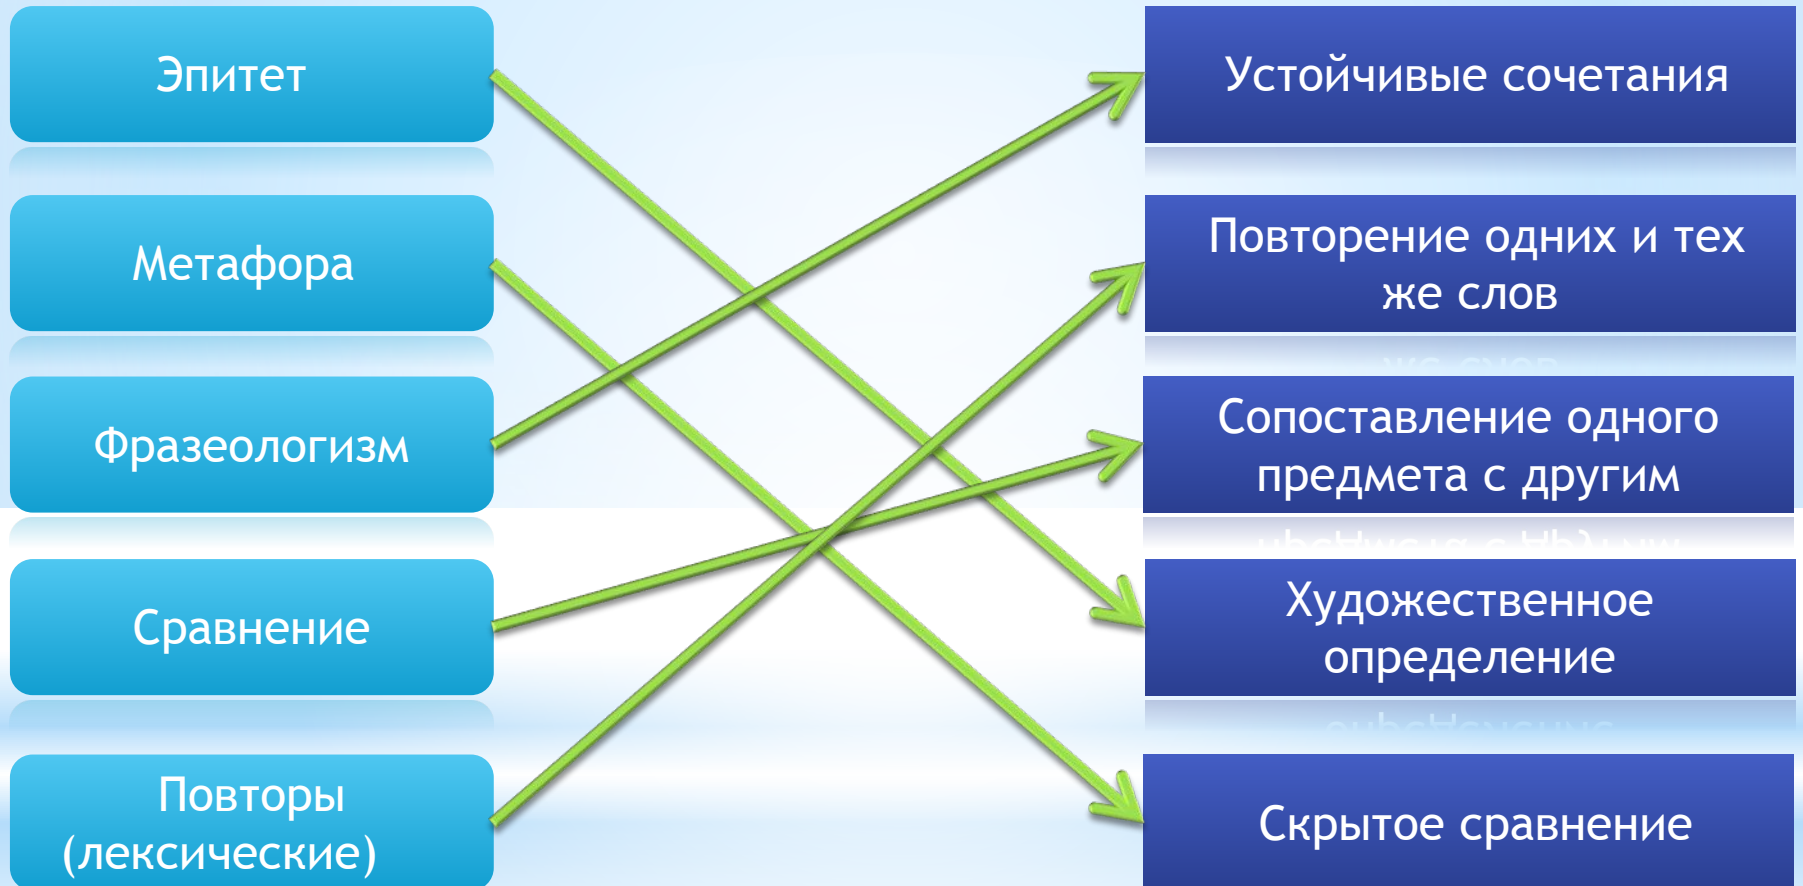 Эпитет
Устойчивые сочетания
Метафора
Повторение одних и тех
же слов
Фразеологизм
Сопоставление одного
предмета с другим
Сравнение
Художественное
определение
Повторы
(лексические)
Скрытое сравнение